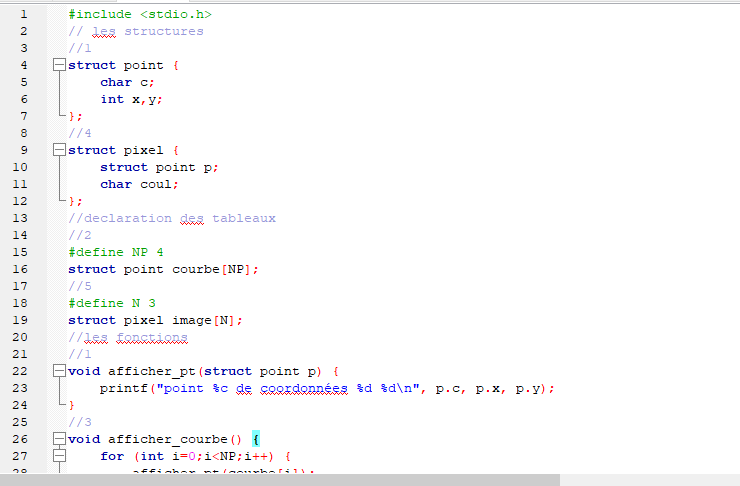 1 #include <stdio.h>
2 // les structures
3 //1
4 struct point {
5 char c;
6 int x,y;
7 };
8 //4
9 struct pixel {
10 struct point p;
11 char coul;
12 };
13 //declaration des tableaux
14 //2
15 #define NP 4
16 struct point courbe[NP];
17 //5
18 #define N 3
19 struct pixel image[N];
20 //les fonctions
21 //1
22 void afficher_pt(struct point p) {
23 printf("point %c de coordonnées %d %d\n", p.c, p.x, p.y);
24 }
25 //3
26 void afficher_courbe() {
27 for (int i=0;i<NP;i++) {
28 afficher_pt(courbe[i]);